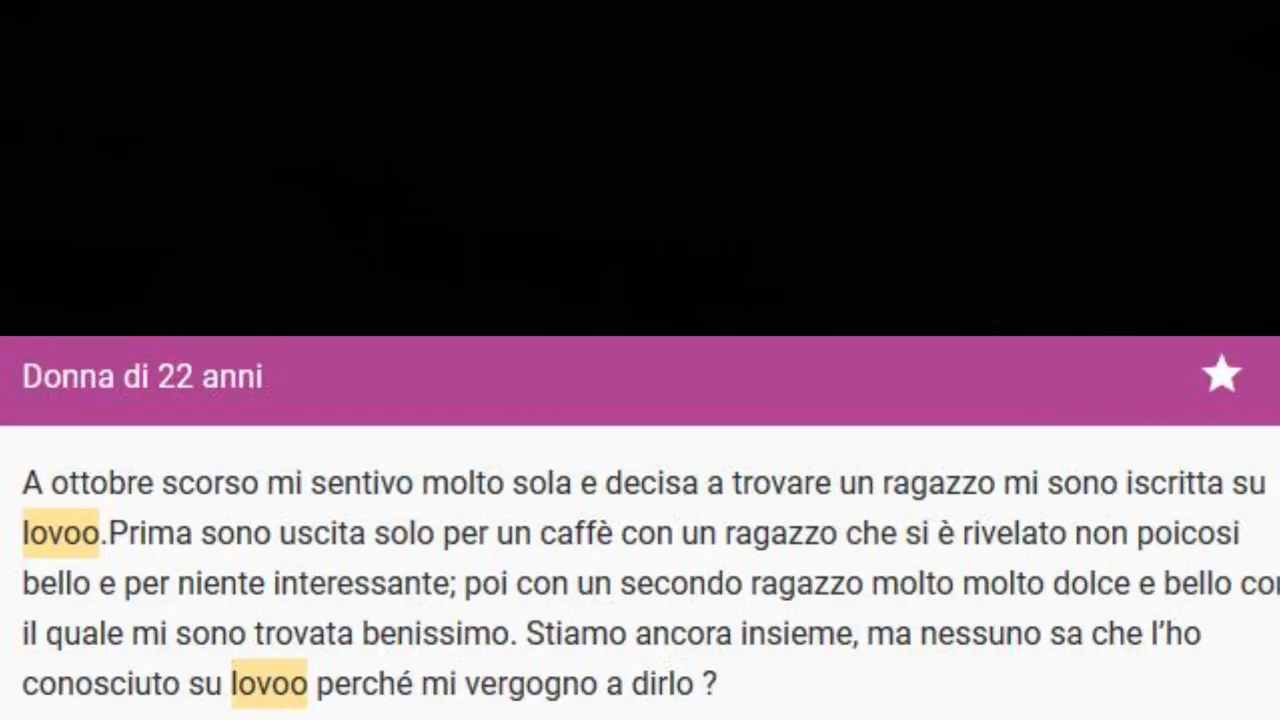 Donna di 22 anni
A ottobre scorso mi sentivo molto sola e decisa a trovare un ragazzo mi sono iscritta su
lovoo.Prima sono uscita solo per un caffè con un ragazzo che si è rivelato non poicosi
bello e per niente interessante; poi con un secondo ragazzo molto molto dolce e bello
il quale mi sono trovata benissimo. Stiamo ancora insieme, ma nessuno sa che l’ho
conosciuto su lovoo perché mi vergogno a dirlo ?